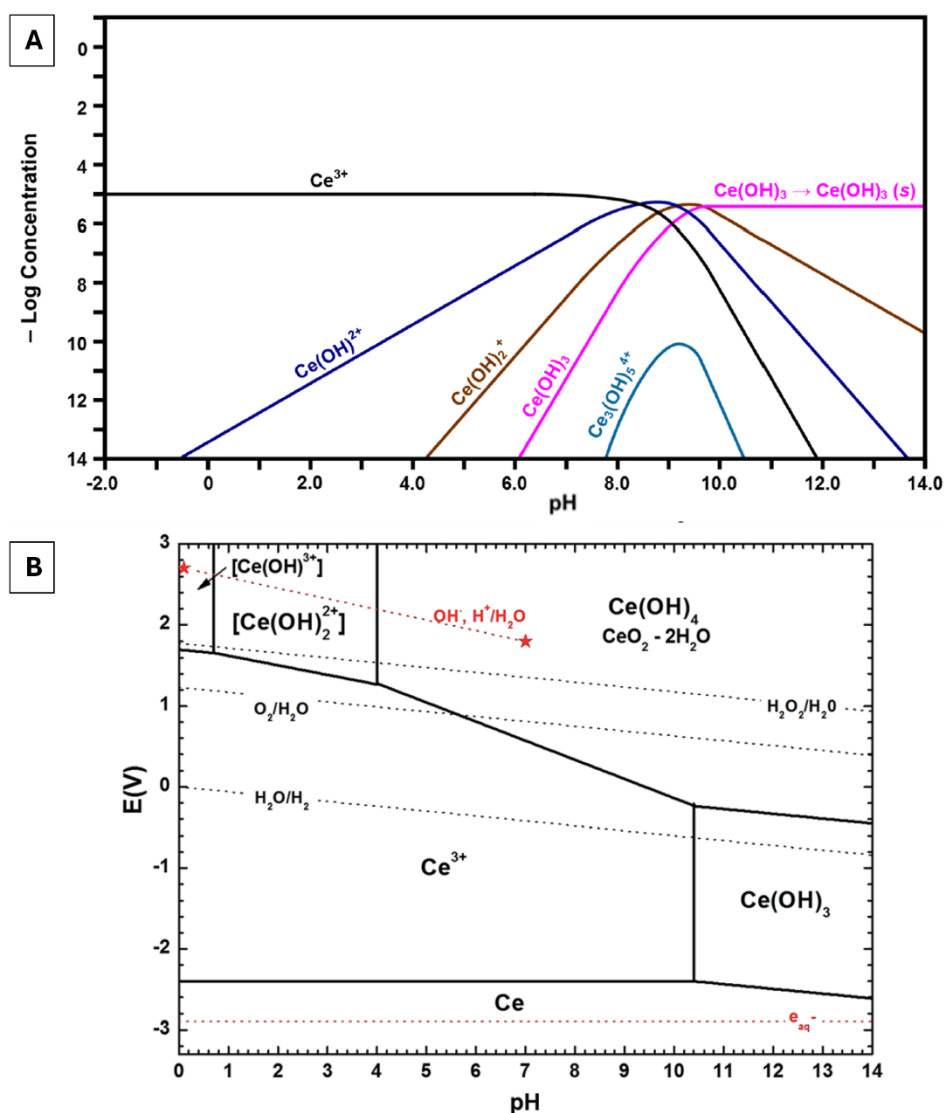 A
0
2
4
6
8
10
12
14
– Log Concentration
Ce³⁺
Ce(OH)₃ → Ce(OH)₃ (s)
Ce(OH)²⁺
Ce(OH)₂⁺
Ce(OH)₃
Ce₃(OH)₅⁴⁺
-2.0 0 2.0 4.0 6.0 8.0 10.0 12.0 14.0
pH
B
3
2
1
0
-1
-2
-3
E(V)
[Ce(OH)³⁺]
[Ce(OH)₂²⁺]
OH·, H⁺/H₂O
Ce(OH)₄
CeO₂ - 2H₂O
O₂/H₂O
H₂O₂/H₂0
H₂O/H₂
Ce³⁺
Ce(OH)₃
Ce
eₐq-
0 1 2 3 4 5 6 7 8 9 10 11 12 13 14
pH